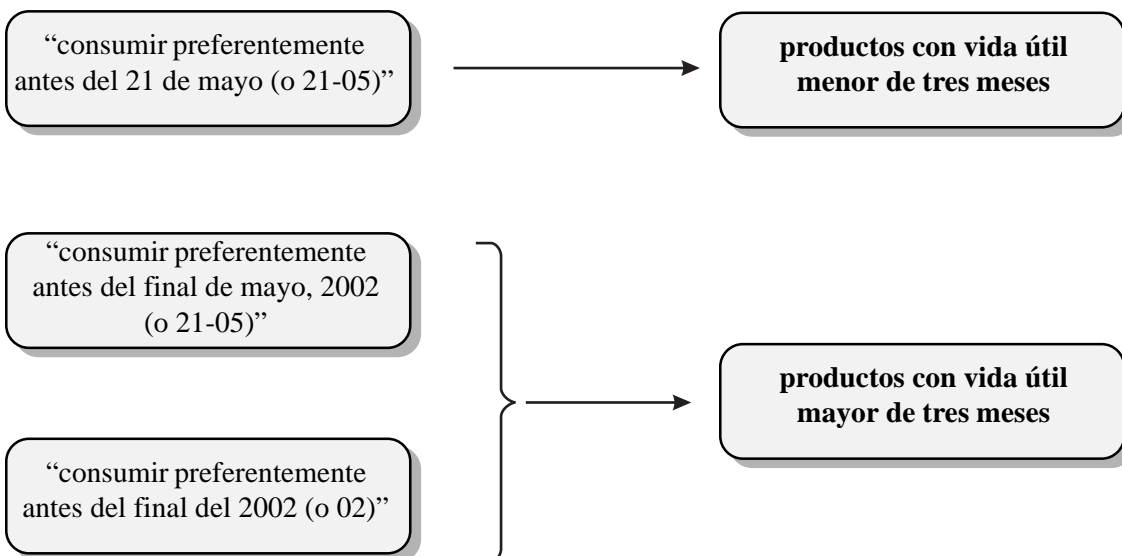 “consumir preferentemente
antes del 21 de mayo (o 21-05)”
productos con vida útil
menor de tres meses
“consumir preferentemente
antes del final de mayo, 2002
(o 21-05)”
“consumir preferentemente
antes del final del 2002 (o 02)”
productos con vida útil
mayor de tres meses